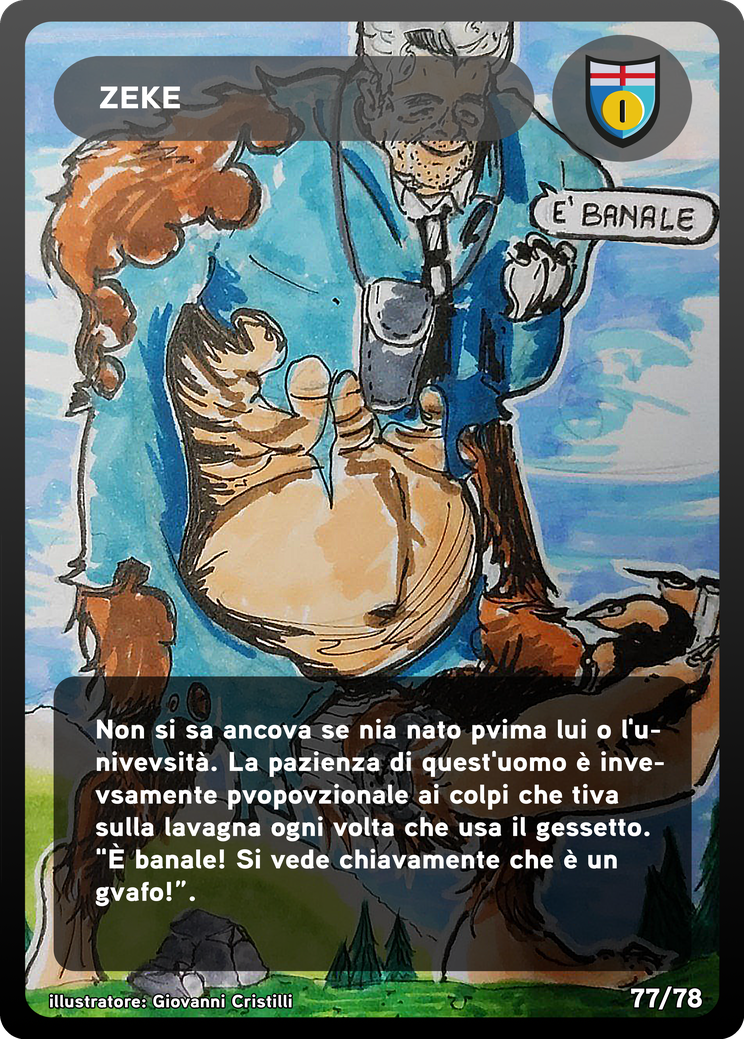 ZEKE
I
E' BANALE
Non si sa ancova se nia nato pvima lui o l'u-
nivevsità. La pazienza di quest'uomo è inve-
vsamente pvopovzionale ai colpi che tiva
sulla lavagna ogni volta che usa il gessetto.
"È banale! Si vede chiavamente che è un
gvafo!”.
illustratore: Giovanni Cristilli
77/78